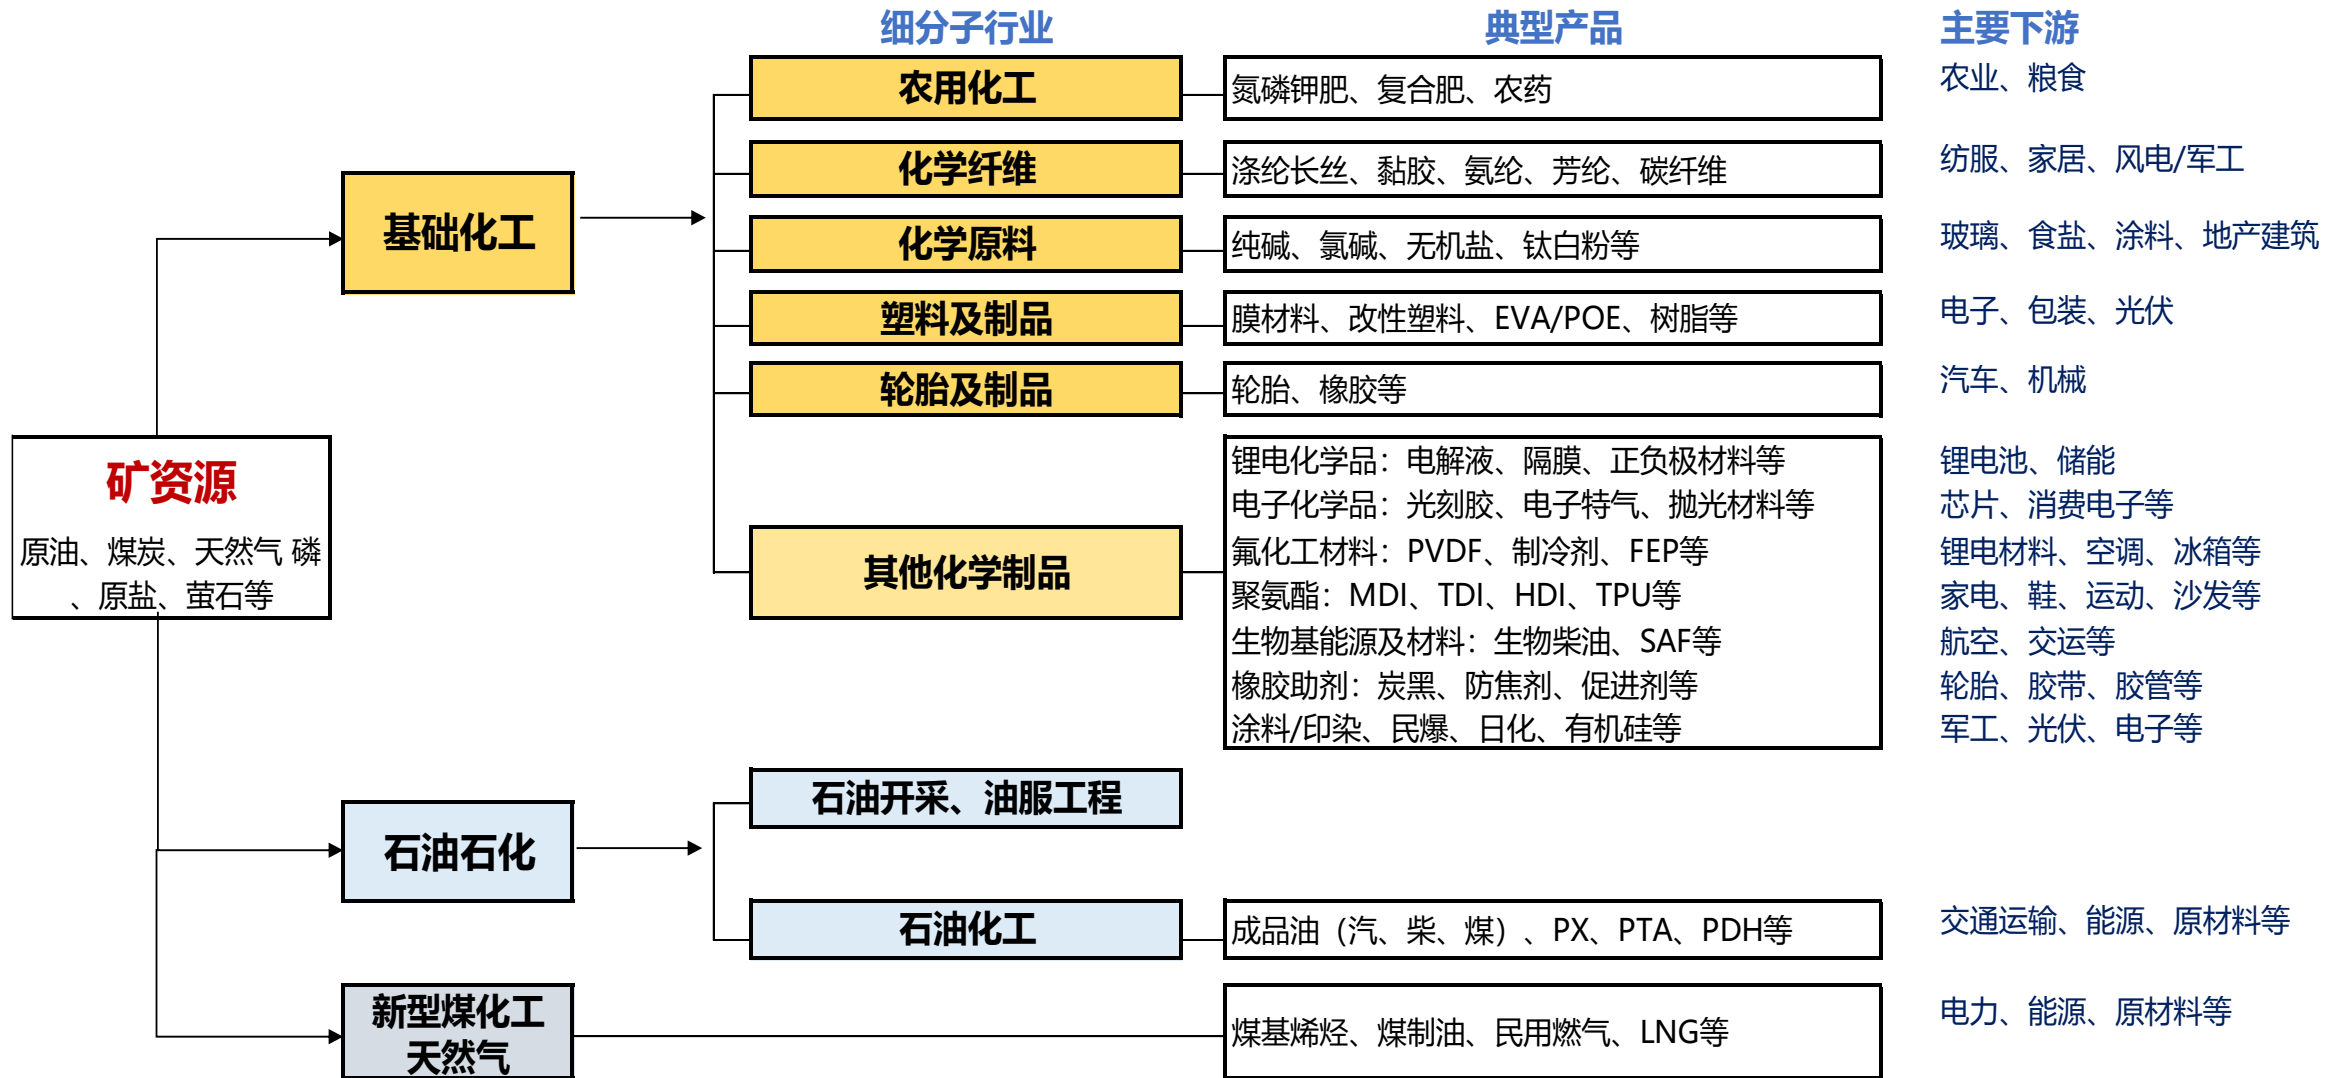 细分子行业
典型产品
主要下游
农用化工
氮磷钾肥、复合肥、农药
农业、粮食
化学纤维
涤纶长丝、黏胶、氨纶、芳纶、碳纤维
纺服、家居、风电/军工
基础化工
化学原料
纯碱、氯碱、无机盐、钛白粉等
玻璃、食盐、涂料、地产建筑
塑料及制品
膜材料、改性塑料、EVA/POE、树脂等
电子、包装、光伏
轮胎及制品
轮胎、橡胶等
汽车、机械
矿资源
原油、煤炭、天然气 磷
、原盐、萤石等
其他化学制品
锂电化学品：电解液、隔膜、正负极材料等
电子化学品：光刻胶、电子特气、抛光材料等
氟化工材料：PVDF、制冷剂、FEP等
聚氨酯：MDI、TDI、HDI、TPU等
生物基能源及材料：生物柴油、SAF等
橡胶助剂：炭黑、防焦剂、促进剂等
涂料/印染、民爆、日化、有机硅等
锂电池、储能
芯片、消费电子等
锂电材料、空调、冰箱等
家电、鞋、运动、沙发等
航空、交运等
轮胎、胶带、胶管等
军工、光伏、电子等
石油开采、油服工程
石油石化
石油化工
成品油（汽、柴、煤）、PX、PTA、PDH等
交通运输、能源、原材料等
新型煤化工
天然气
煤基烯烃、煤制油、民用燃气、LNG等
电力、能源、原材料等